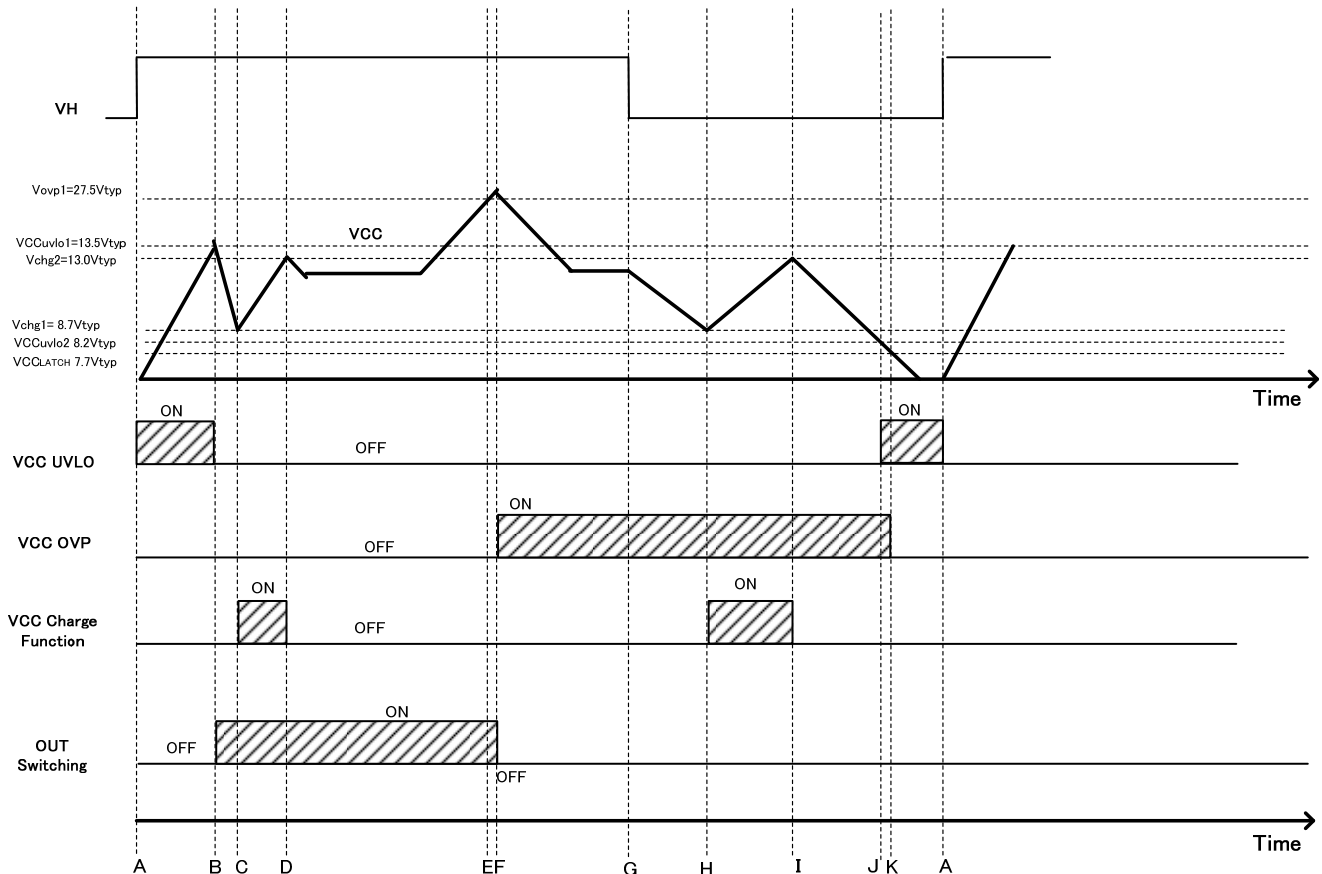 VH
Vovp1=27.5Vtyp
VCCuvlo1=13.5Vtyp
Vchg2=13.0Vtyp
VCC
Vchg1= 8.7Vtyp
VCCuvlo2 8.2Vtyp
VCCLATCH 7.7Vtyp
Time
ON
ON
VCC UVLO
OFF
ON
VCC OVP
OFF
ON
ON
VCC Charge
Function
OFF
ON
OUT
Switching
OFF
OFF
Time
A B C D E F G H I J K A